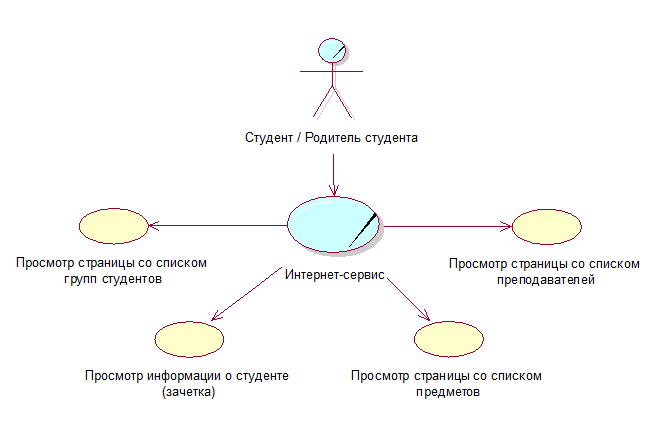 Студент / Родитель студента
Интернет-сервис
Просмотр страницы со списком
групп студентов
Просмотр страницы со списком
преподавателей
Просмотр информации о студенте
(зачетка)
Просмотр страницы со списком
предметов